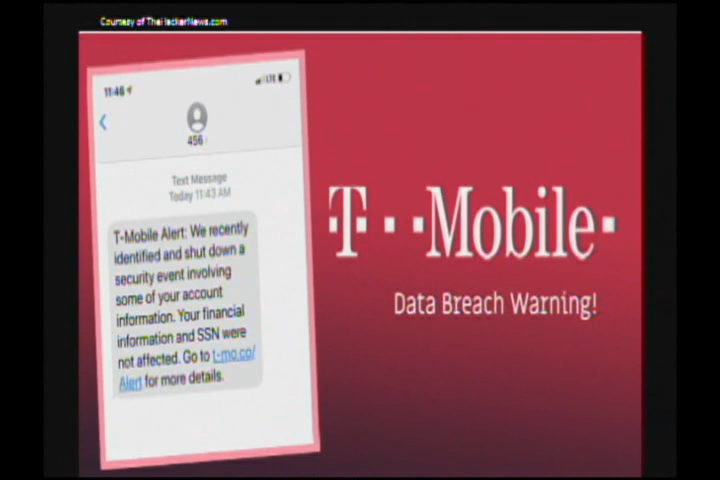 Courtesy of TheHackerNews.com
11:46
LTE
456
Text Message
Today 11:43 AM
T-Mobile Alert: We recently
identified and shut down a
security event involving
some of your account
information. Your financial
information and SSN were
not affected. Go to t-mo.co/
Alert for more details.
T··Mobile·
Data Breach Warning!